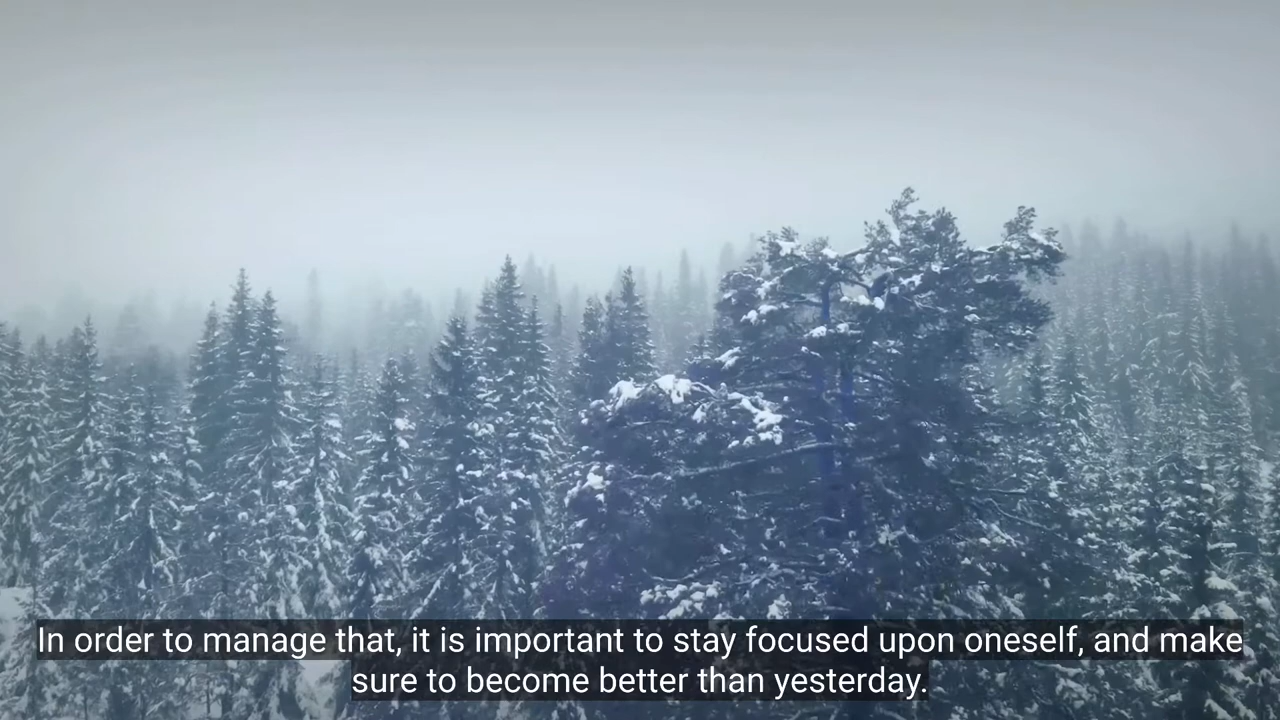 In order to manage that, it is important to stay focused upon oneself, and make
sure to become better than yesterday.